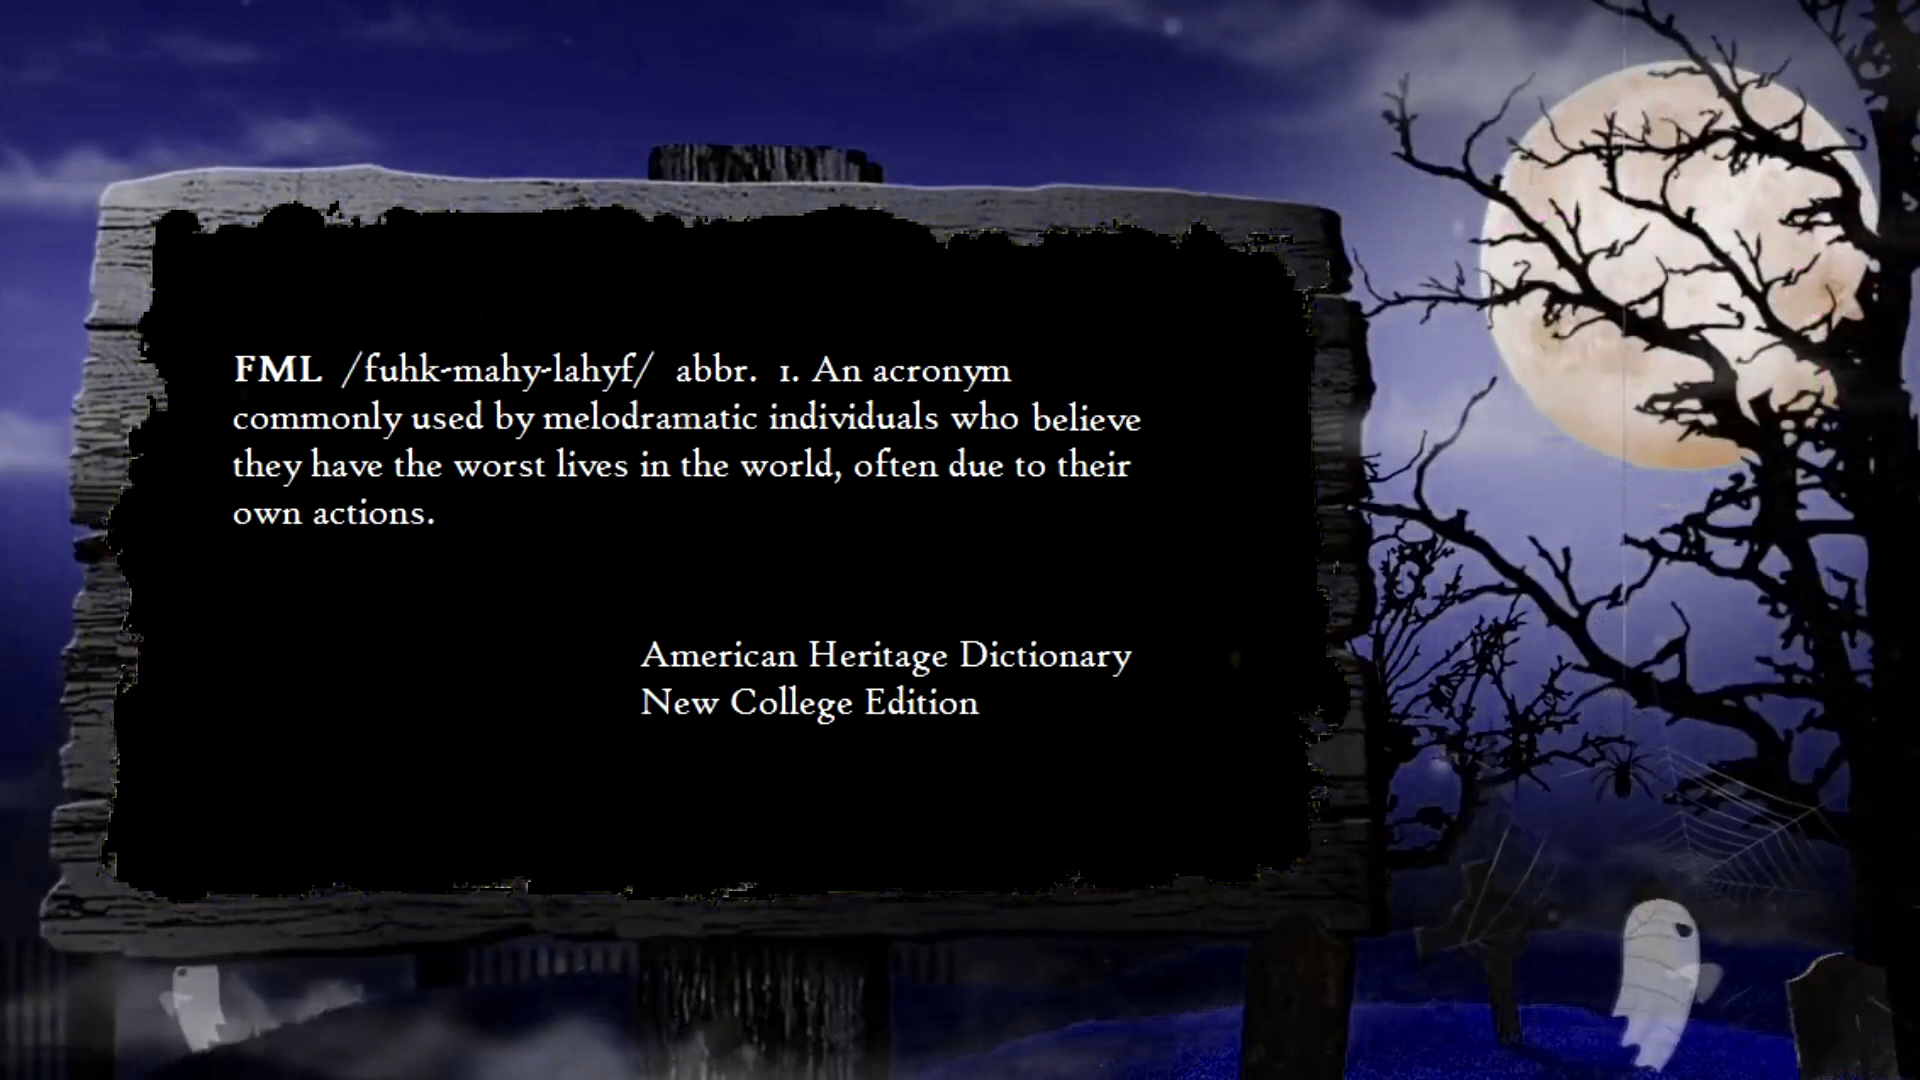 FML /fuhk-mahy-lahyf/ abbr. 1. An acronym
commonly used by melodramatic individuals who believe
they have the worst lives in the world, often due to their
own actions.
American Heritage Dictionary
New College Edition